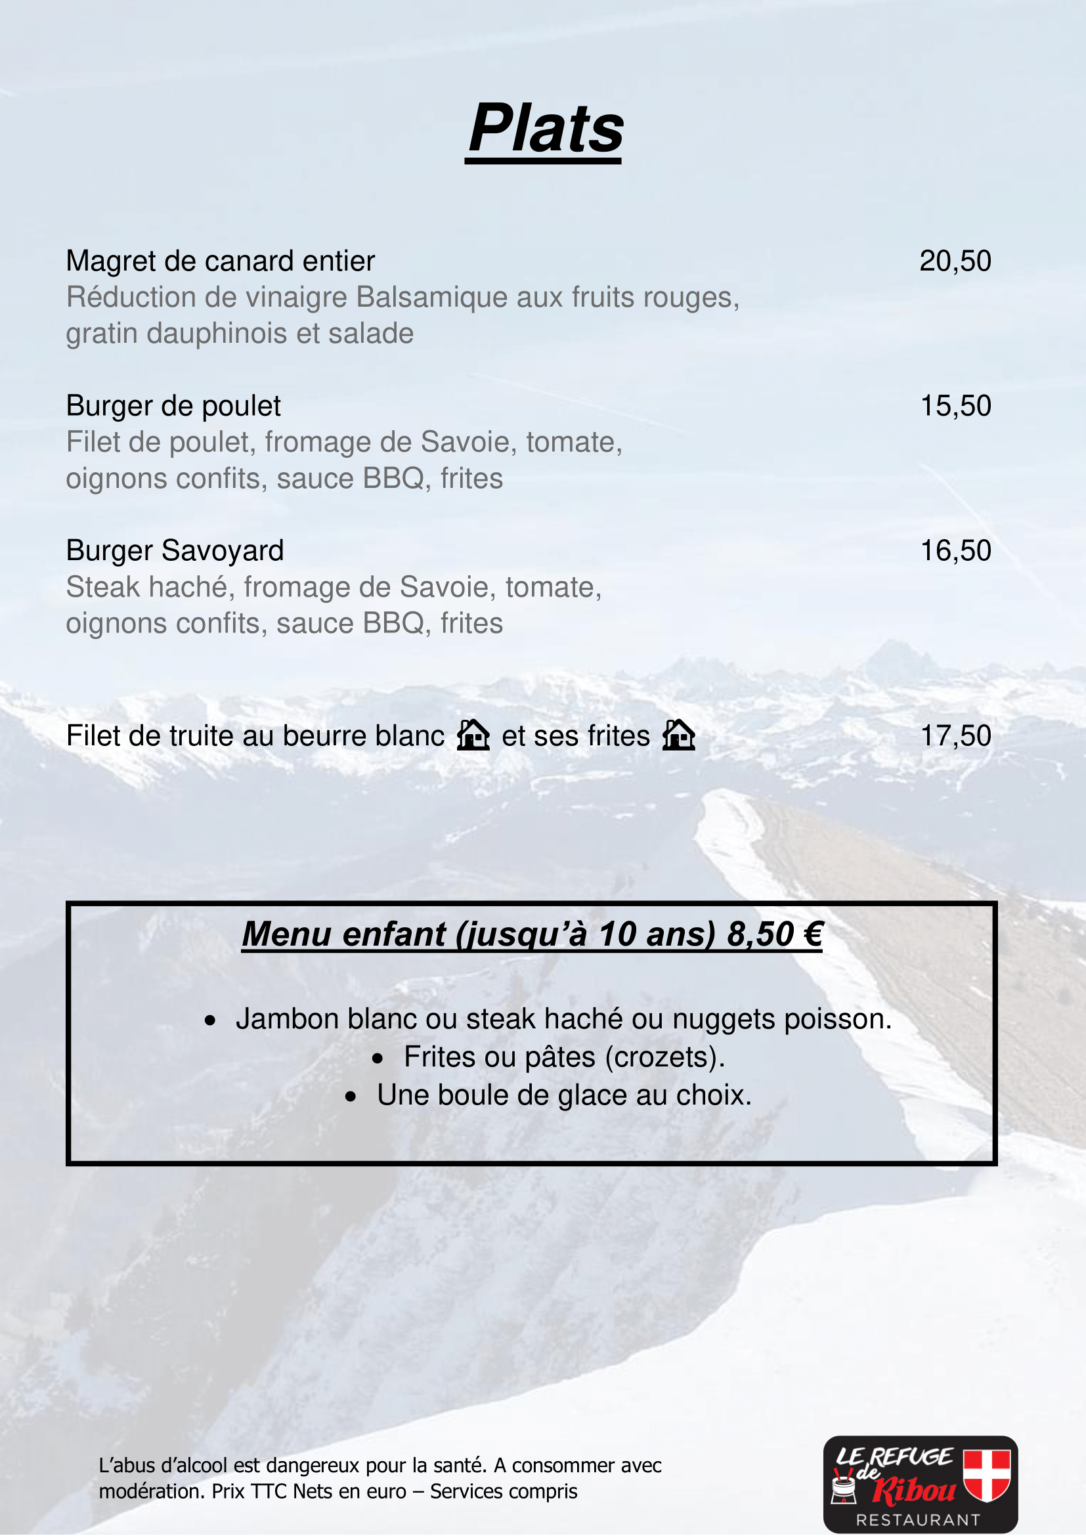 Plats
Magret de canard entier 20,50
Réduction de vinaigre Balsamique aux fruits rouges,
gratin dauphinois et salade
Burger de poulet 15,50
Filet de poulet, fromage de Savoie, tomate,
oignons confits, sauce BBQ, frites
Burger Savoyard 16,50
Steak haché, fromage de Savoie, tomate,
oignons confits, sauce BBQ, frites
Filet de truite au beurre blanc et ses frites 17,50
Menu enfant (jusqu’à 10 ans) 8,50 €
• Jambon blanc ou steak haché ou nuggets poisson.
• Frites ou pâtes (crozets).
• Une boule de glace au choix.
L’abus d’alcool est dangereux pour la santé. A consommer avec
modération. Prix TTC Nets en euro – Services compris
LE REFUGE
de
Ribou
RESTAURANT